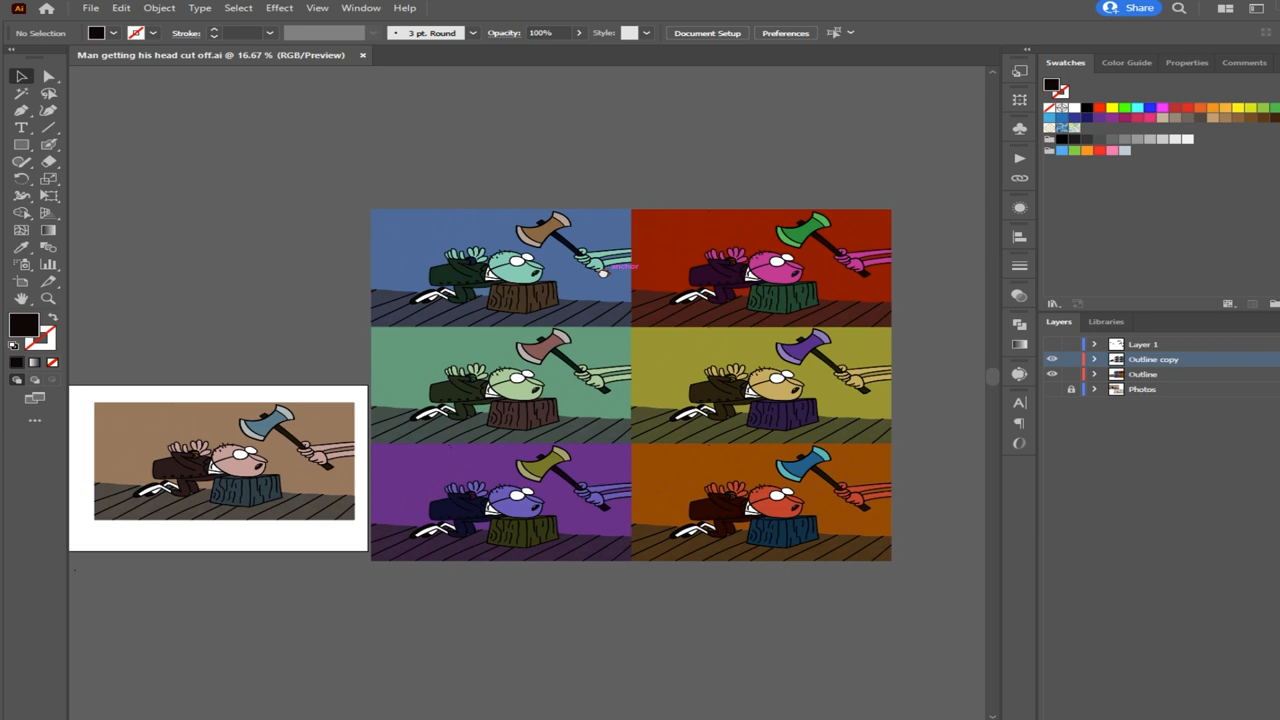 Ai File Edit Object Type Select Effect View Window Help Share
No Selection Stroke: 3 pt. Round Opacity: 100% Style: Document Setup Preferences
Man getting his head cut off.ai @ 16.67 % (RGB/Preview) ×
Swatches Color Guide Properties Comments
anchor
Layers Libraries
Layer 1
Outline copy
Outline
Photos